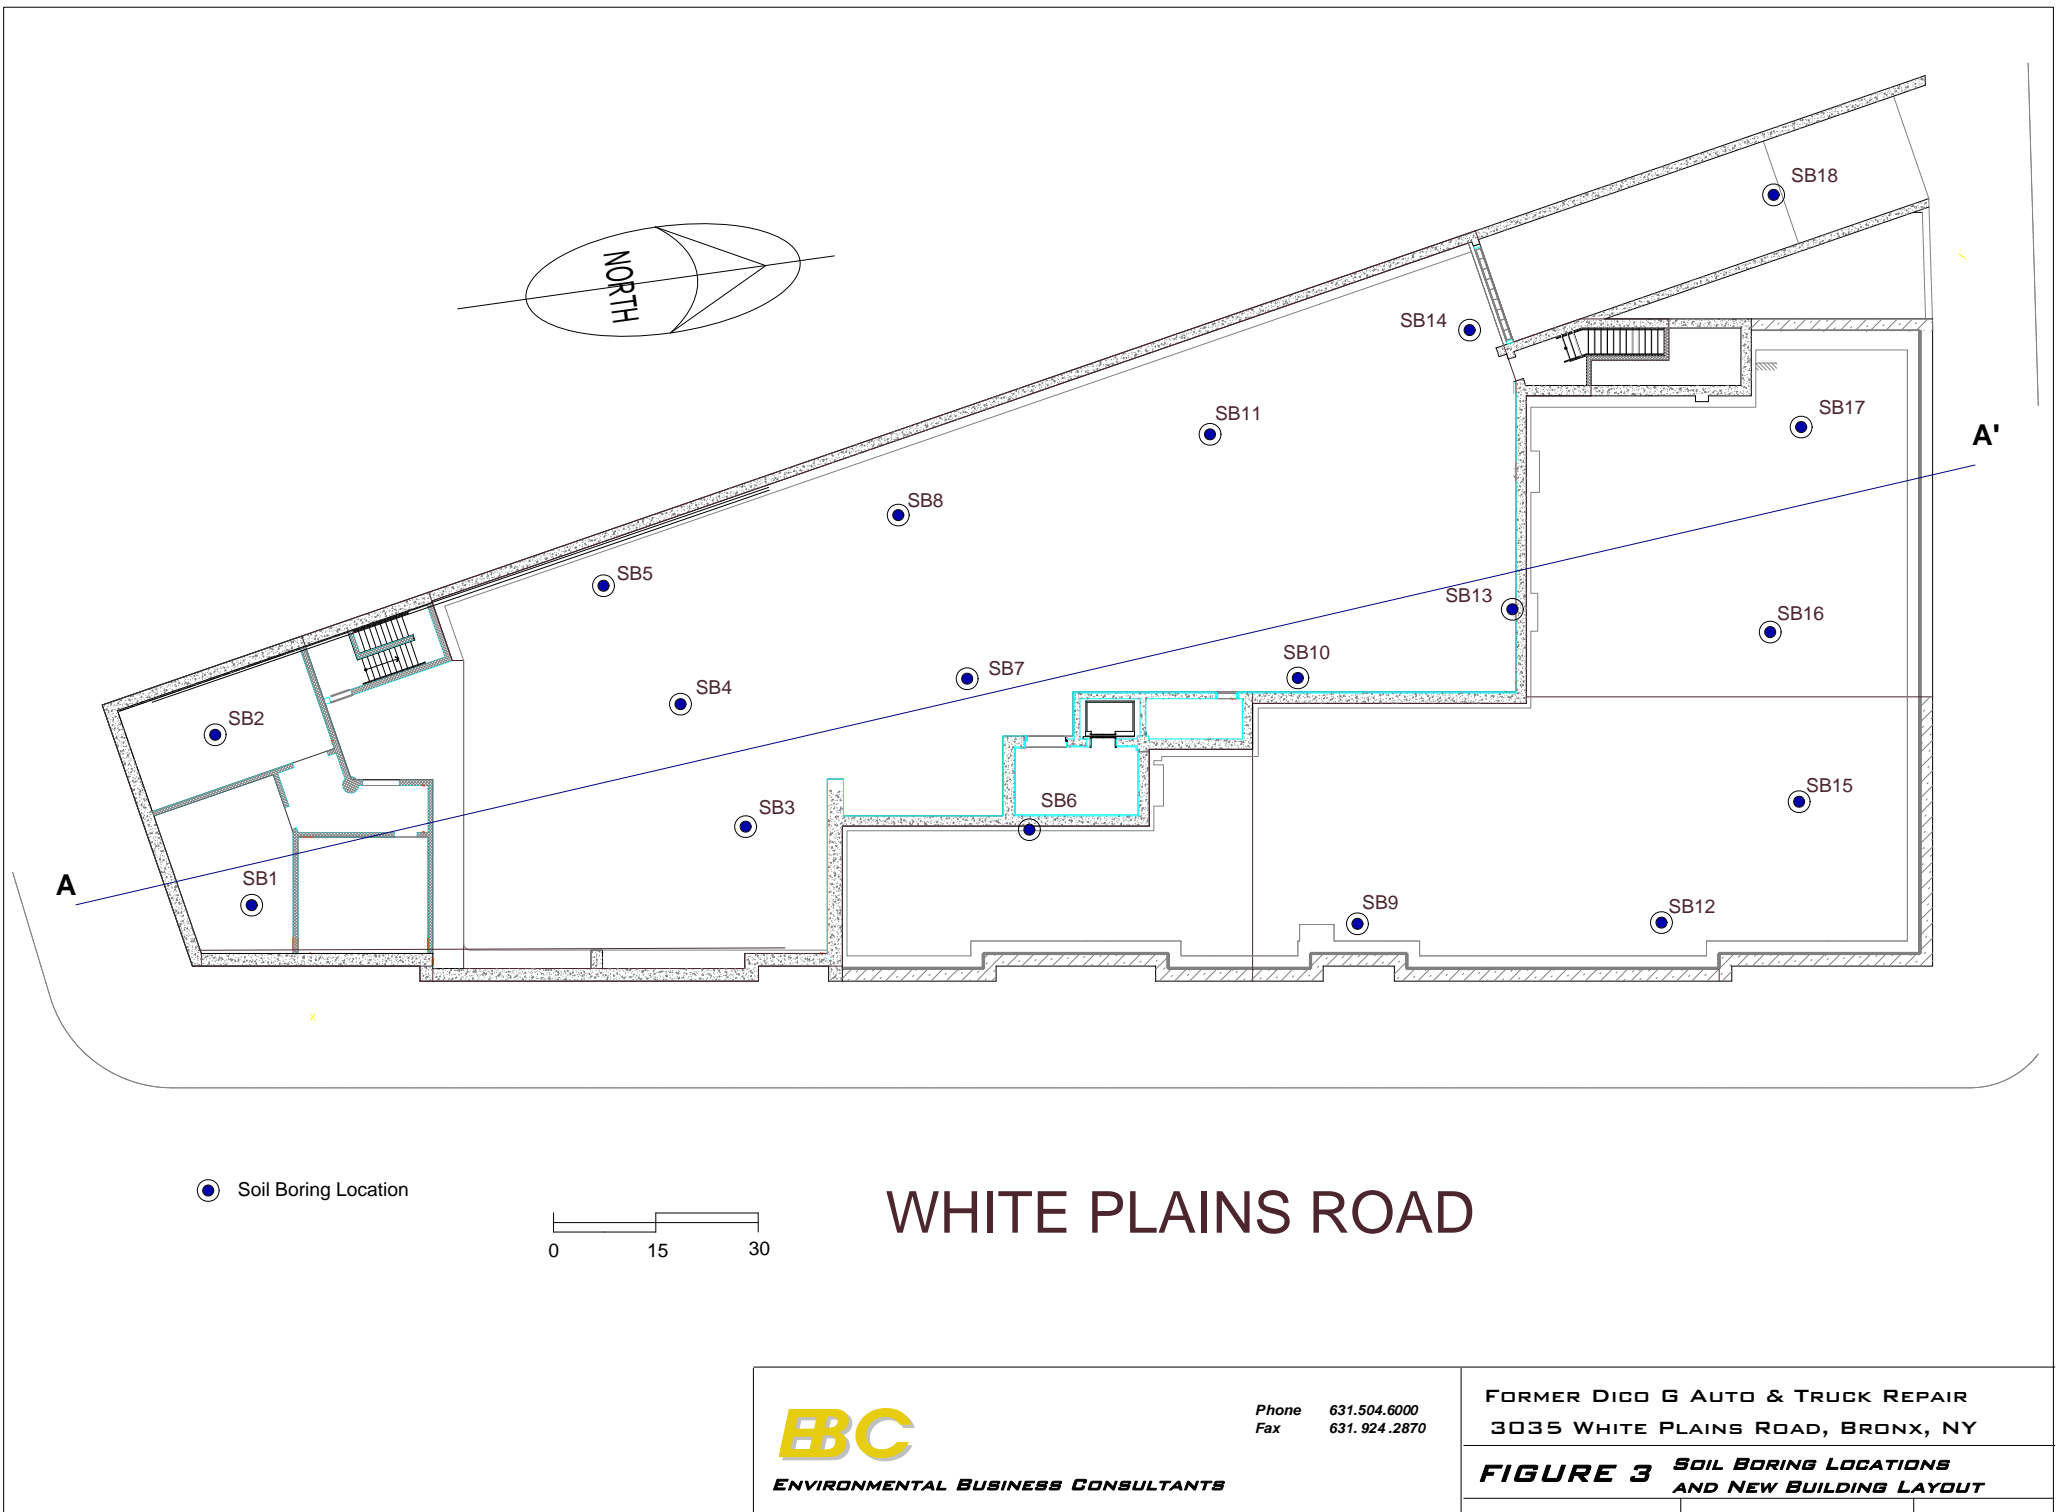 SB18
NORTH
SB14
SB17
SB11
A'
SB8
SB5
SB13
SB16
SB10
SB7
SB4
SB2
SB15
SB6
SB3
A
SB1
SB9
SB12
Soil Boring Location
WHITE PLAINS ROAD
0 15 30
EBC
Phone 631.504.6000
Fax 631. 924 .2870
ENVIRONMENTAL BUSINESS CONSULTANTS
FORMER DICO G AUTO & TRUCK REPAIR
3035 WHITE PLAINS ROAD, BRONX, NY
FIGURE 3 SOIL BORING LOCATIONS
AND NEW BUILDING LAYOUT